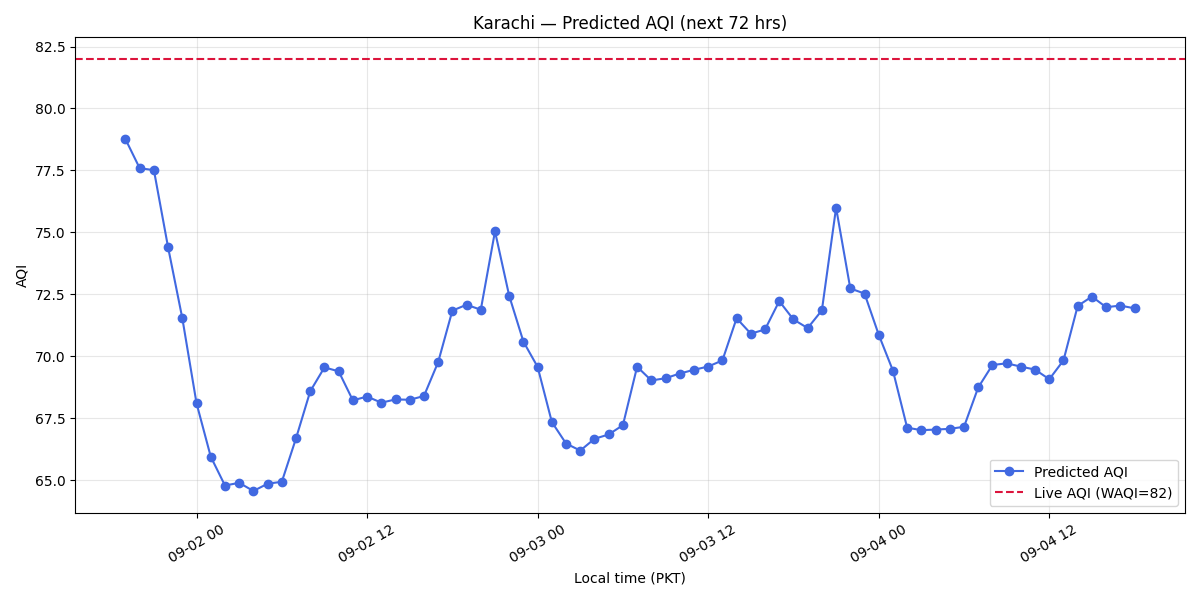 Karachi — Predicted AQI (next 72 hrs)
82.5
80.0
77.5
75.0
72.5
70.0
67.5
65.0
AQI
Predicted AQI
Live AQI (WAQI=82)
09-02 00
09-02 12
09-03 00
09-03 12
09-04 00
09-04 12
Local time (PKT)